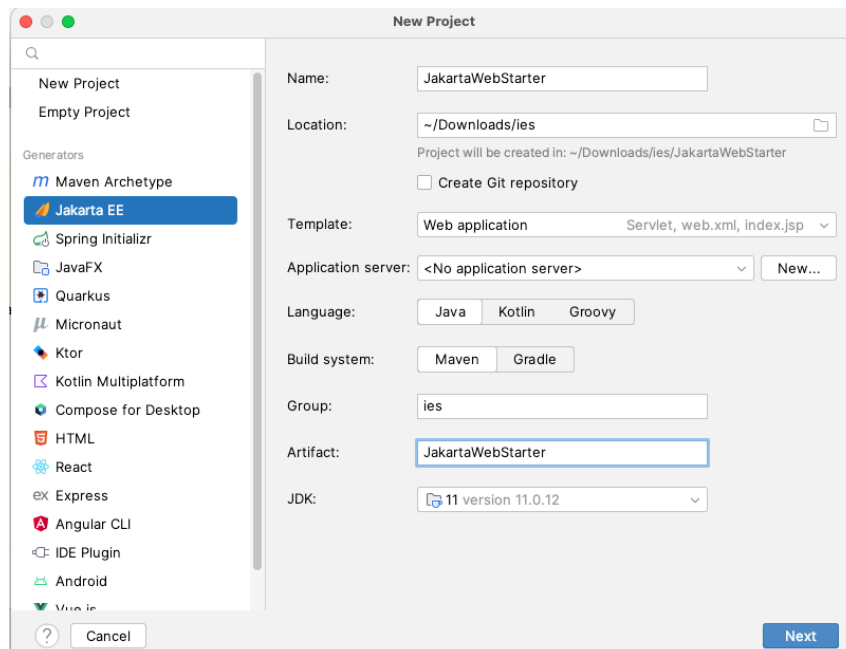 New Project
New Project
Empty Project
Generators
Maven Archetype
Jakarta EE
Spring Initializr
JavaFX
Quarkus
Micronaut
Ktor
Kotlin Multiplatform
Compose for Desktop
HTML
React
ex Express
Angular CLI
IDE Plugin
Android
Vue.js
? Cancel
Name: JakartaWebStarter
Location: ~/Downloads/ies
Project will be created in: ~/Downloads/ies/JakartaWebStarter
Create Git repository
Template: Web application Servlet, web.xml, index.jsp
Application server: <No application server> New...
Language: Java Kotlin Groovy
Build system: Maven Gradle
Group: ies
Artifact: JakartaWebStarter
JDK: 11 version 11.0.12
Next